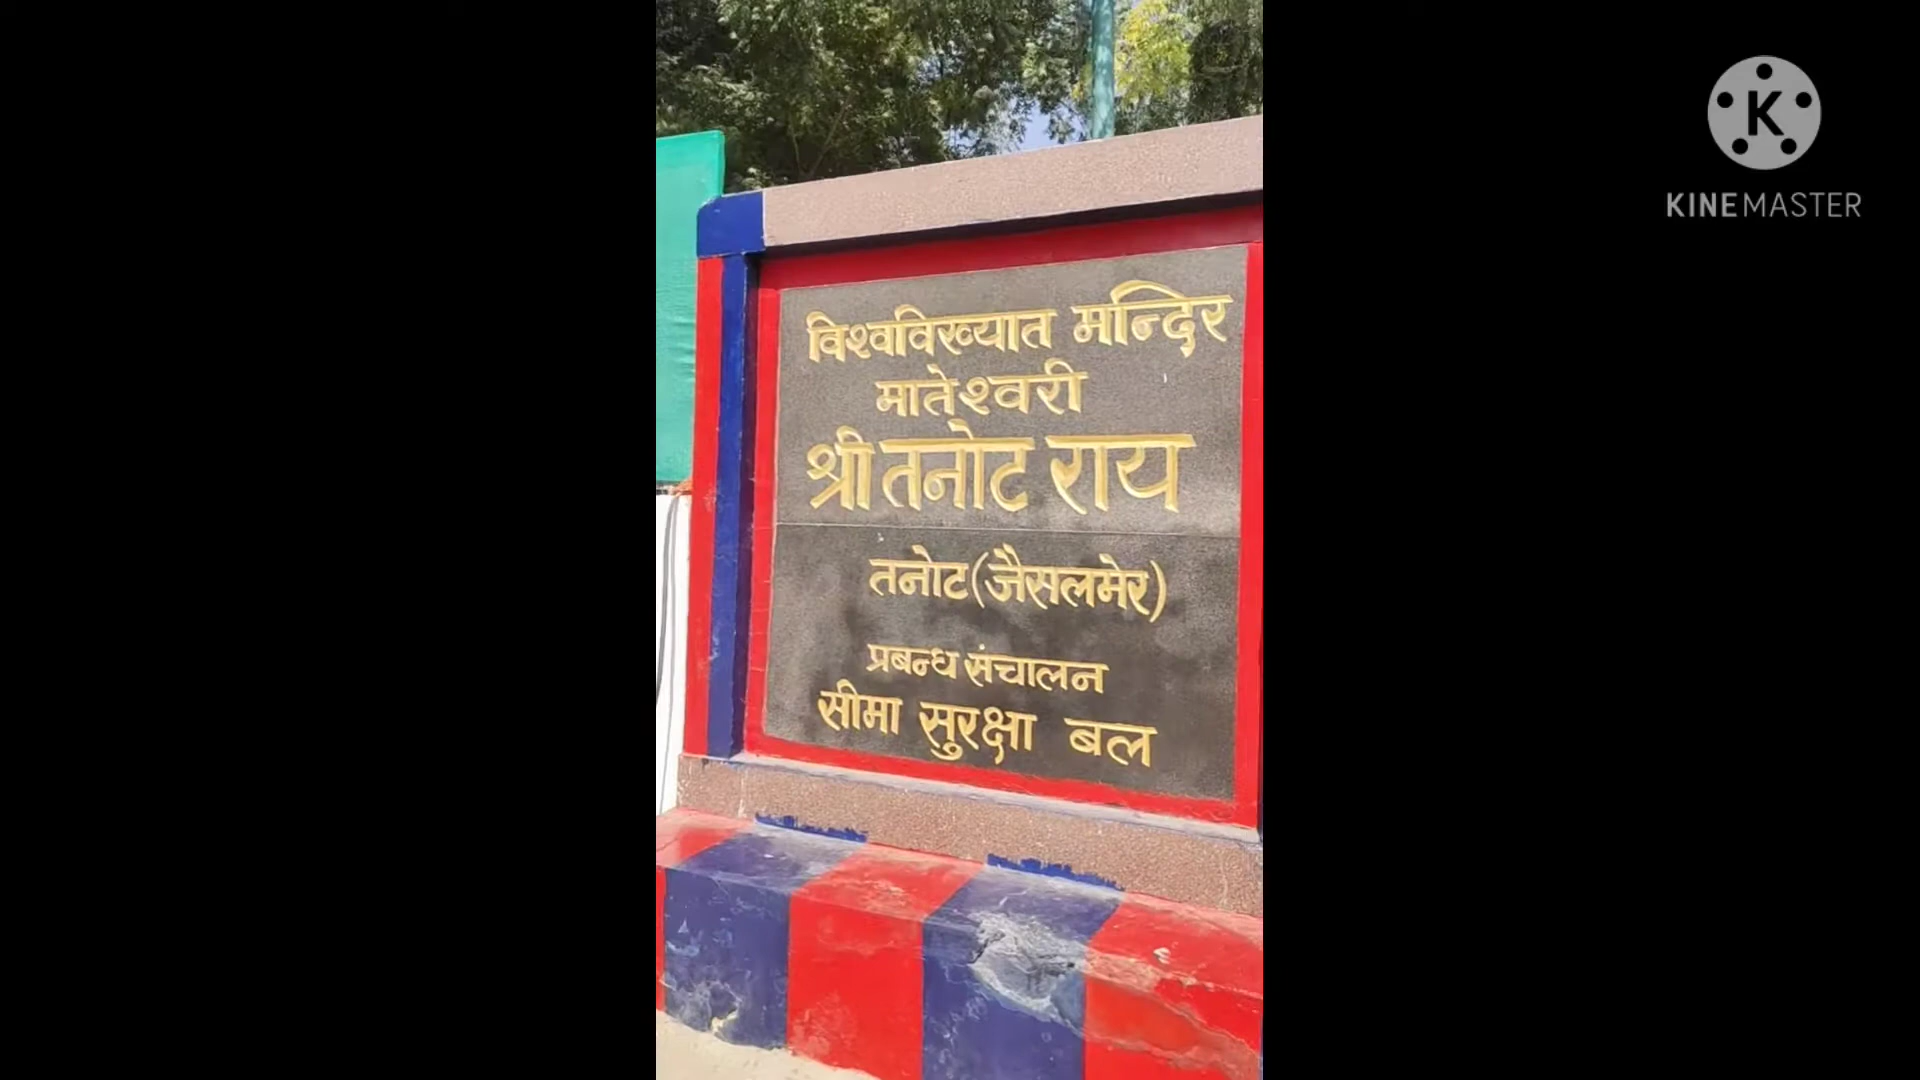 विश्वविख्यात मन्दिर
मातेश्वरी
श्री तनोट राय
तनोट (जैसलमेर)
प्रबन्ध संचालन
सीमा सुरक्षा बल
K
KINEMASTER